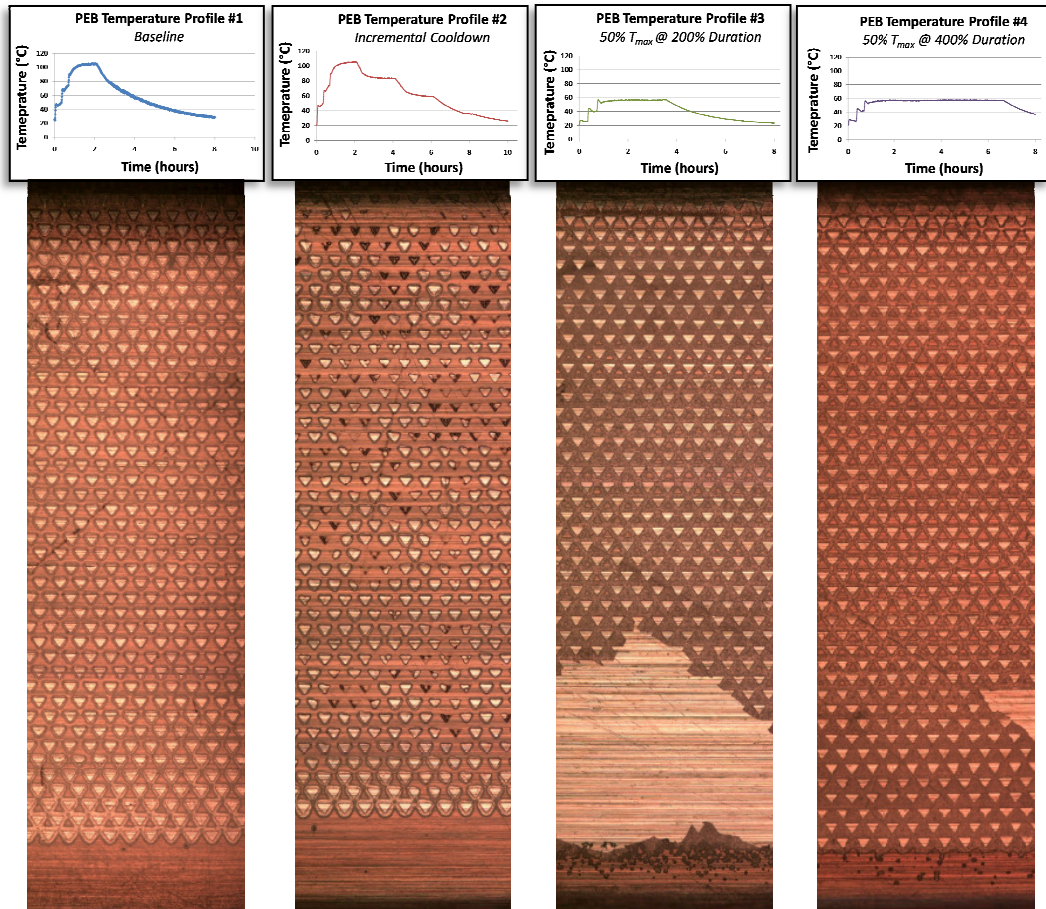 PEB Temperature Profile #1
Baseline
Temeprature (°C)
120
100
80
60
40
20
0
0 2 4 6 8 10
Time (hours)
PEB Temperature Profile #2
Incremental Cooldown
Temeprature (°C)
120
100
80
60
40
20
0
0 2 4 6 8 10
Time (hours)
PEB Temperature Profile #3
50% Tmax @ 200% Duration
Temeprature (°C)
120
100
80
60
40
20
0
0 2 4 6 8
Time (hours)
PEB Temperature Profile #4
50% Tmax @ 400% Duration
Temeprature (°C)
120
100
80
60
40
20
0
0 2 4 6 8
Time (hours)